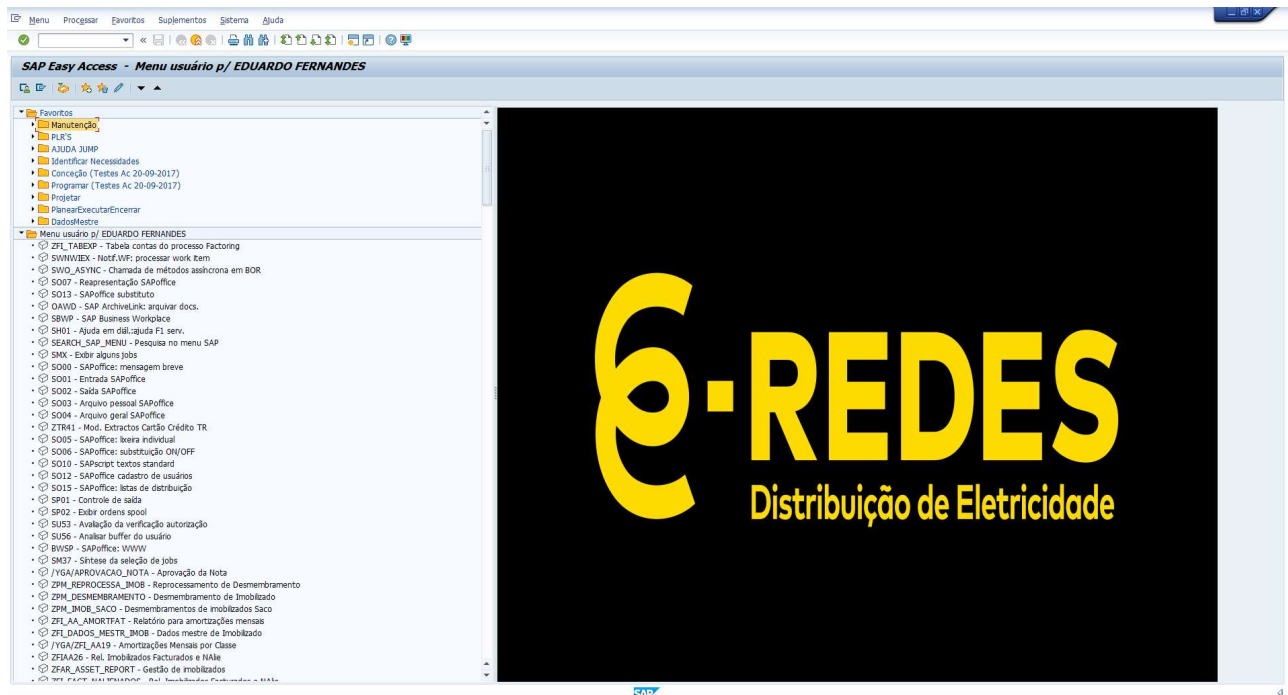 Menu Processar Favoritos Suplementos Sistema Ajuda
SAP Easy Access - Menu usuário p/ EDUARDO FERNANDES
Favoritos
Manutenção
PLR'S
AJUDA JUMP
Identificar Necessidades
Conceção (Testes Ac 20-09-2017)
Programar (Testes Ac 20-09-2017)
Projetar
PlanearExecutarEncerrar
DadosMestre
Menu usuário p/ EDUARDO FERNANDES
ZFI_TABEXP - Tabela contas do processo Factoring
SWNWIEX - Notif.WF: processar work item
SWO_ASYNC - Chamada de métodos assíncrona em BOR
SO07 - Reapresentação SAPoffice
SO13 - SAPoffice substituto
OAWD - SAP ArchiveLink: arquivar docs.
SBWP - SAP Business Workplace
SH01 - Ajuda em diál.:ajuda F1 serv.
SEARCH_SAP_MENU - Pesquisa no menu SAP
SMX - Exibir alguns jobs
SO00 - SAPoffice: mensagem breve
SO01 - Entrada SAPoffice
SO02 - Saída SAPoffice
SO03 - Arquivo pessoal SAPoffice
SO04 - Arquivo geral SAPoffice
ZTR41 - Mod. Extractos Cartão Crédito TR
SO05 - SAPoffice: lixeira individual
SO06 - SAPoffice: substituição ON/OFF
SO10 - SAPscript textos standard
SO12 - SAPoffice cadastro de usuários
SO15 - SAPoffice: listas de distribuição
SP01 - Controle de saída
SP02 - Exibir ordens spool
SU53 - Avaliação da verificação autorização
SU56 - Analisar buffer do usuário
BWSP - SAPoffice: WWW
SM37 - Síntese da seleção de jobs
/YGA/APROVACAO_NOTA - Aprovação da Nota
ZPM_REPROCESSA_IMOB - Reprocessamento de Desmembramento
ZPM_DESMEMBRAMENTO - Desmembramento de Imobilizado
ZPM_IMOB_SACO - Desmembramentos de imobilizados Saco
ZFI_AA_AMORTFAT - Relatório para amortizações mensais
ZFI_DADOS_MESTR_IMOB - Dados mestre de Imobilizado
/YGA/ZFI_AA19 - Amortizações Mensais por Classe
ZFIAA26 - Rel. Imobilizados Facturados e NAlie
ZFAR_ASSET_REPORT - Gestão de imobilizados
E-REDES
Distribuição de Eletricidade
SAP